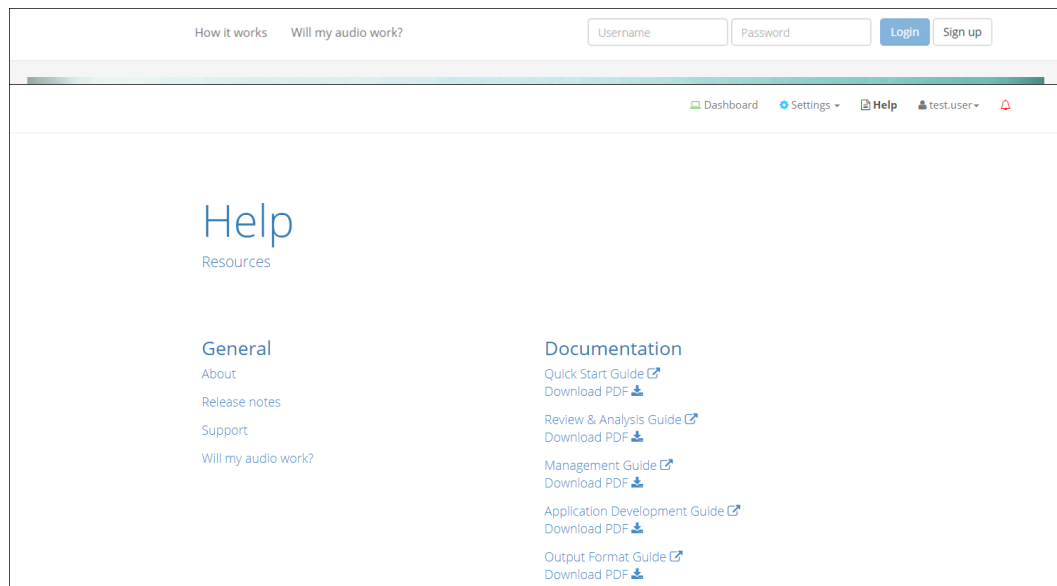 How it works Will my audio work? Username Password Login Sign up
Dashboard Settings Help test.user
Help
Resources
General
About
Release notes
Support
Will my audio work?
Documentation
Quick Start Guide
Download PDF
Review & Analysis Guide
Download PDF
Management Guide
Download PDF
Application Development Guide
Download PDF
Output Format Guide
Download PDF